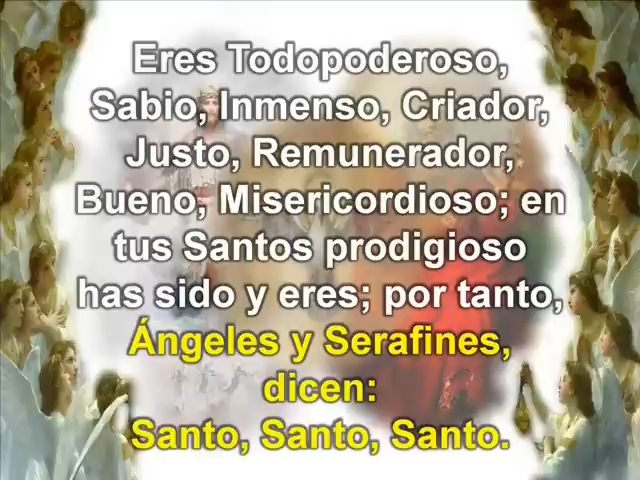 Eres Todopoderoso,
Sabio, Inmenso, Criador,
Justo, Remunerador,
Bueno, Misericordioso; en
tus Santos prodigioso
has sido y eres; por tanto,
Ángeles y Serafines,
dicen:
Santo, Santo, Santo.